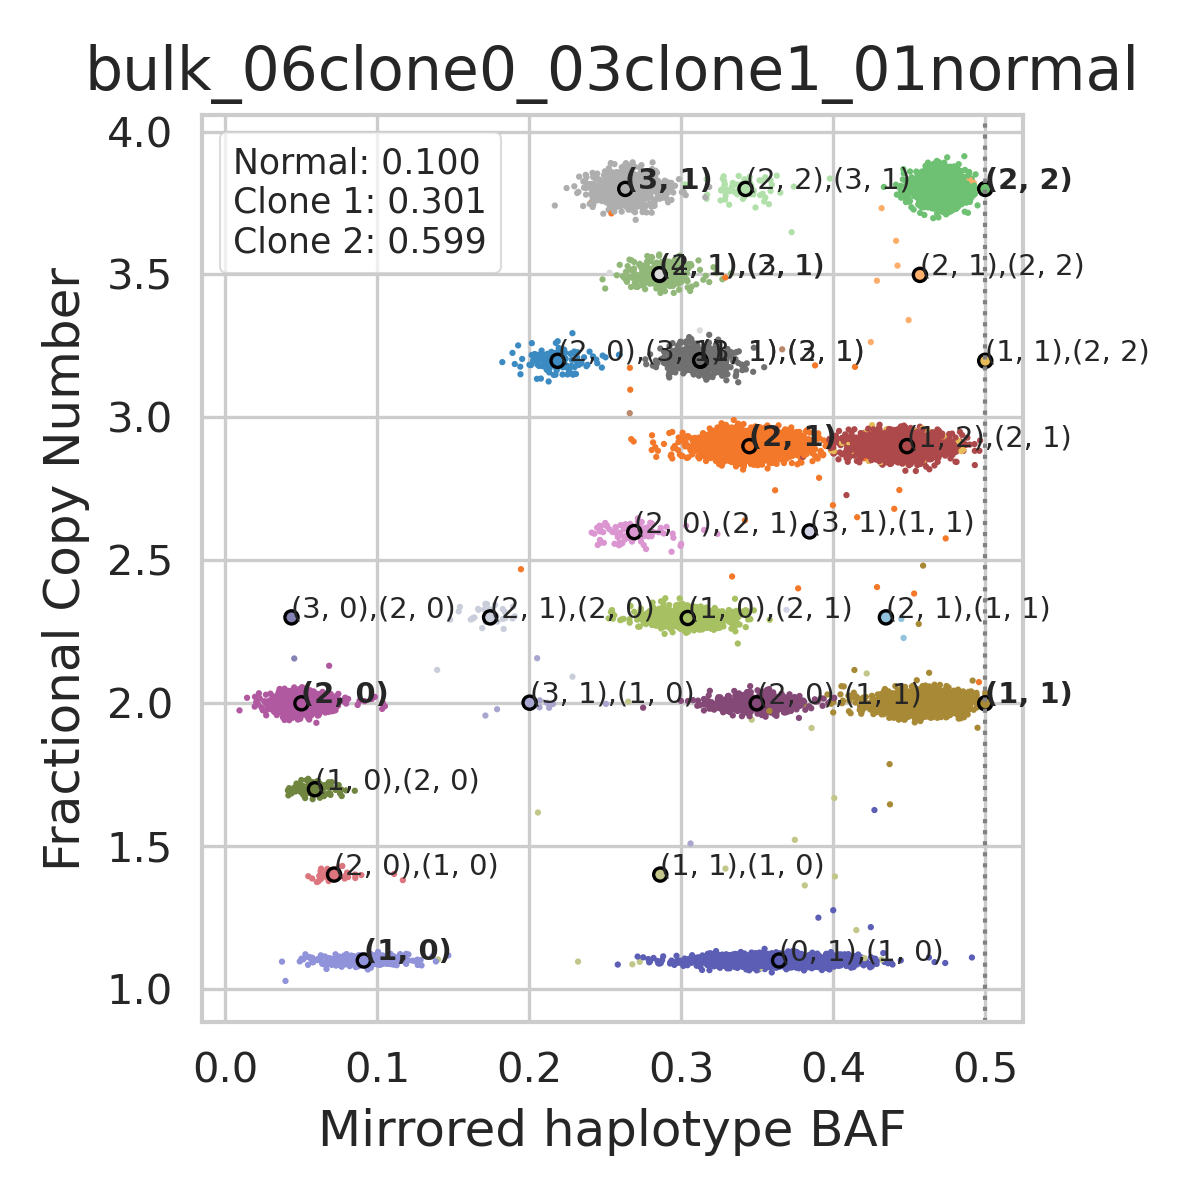 bulk_06clone0_03clone1_01normal
4.0
3.5
3.0
2.5
2.0
1.5
1.0
Fractional Copy Number
Normal: 0.100
Clone 1: 0.301
Clone 2: 0.599
(3, 1)
(2, 2),(3, 1)
(2, 2)
1),(3, 1)
(2, 1),(2, 2)
(2, 0),(3, 1)
1),(2, 1)
(1, 1),(2, 2)
(2, 1)
(1, 2),(2, 1)
(2, 0),(2, 1)
(3, 1),(1, 1)
(3, 0),(2, 0)
(2, 1),(2, 0)
(1, 0),(2, 1)
(2, 1),(1, 1)
(2, 0)
(3, 1),(1, 0)
(2, 0),(1, 1)
(1, 1)
(1, 0),(2, 0)
(2, 0),(1, 0)
(1, 1),(1, 0)
(1, 0)
(0, 1),(1, 0)
0.0
0.1
0.2
0.3
0.4
0.5
Mirrored haplotype BAF